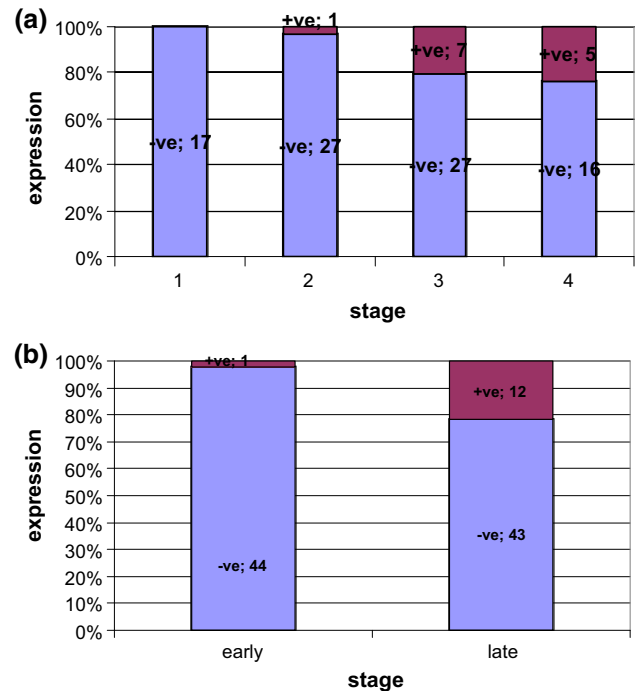 (a)
100%
80%
60%
40%
20%
0%
expression
+ve; 1
+ve; 7
+ve; 5
-ve; 17
-ve; 27
-ve; 27
-ve; 16
1 2 3 4
stage
(b)
100%
90%
80%
70%
60%
50%
40%
30%
20%
10%
0%
expression
+ve; 1
+ve; 12
-ve; 44
-ve; 43
early late
stage